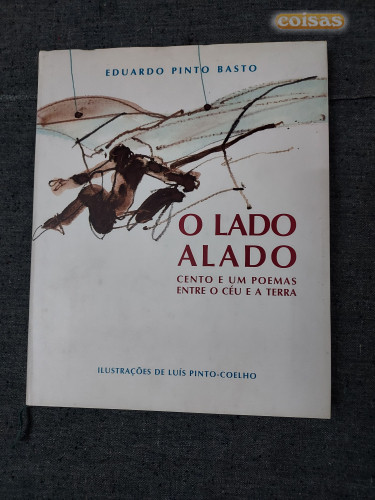 coisas
EDUARDO PINTO BASTO
O LADO
ALADO
CENTO E UM POEMAS
ENTRE O CÉU E A TERRA
ILUSTRAÇÕES DE LUÍS PINTO-COELHO